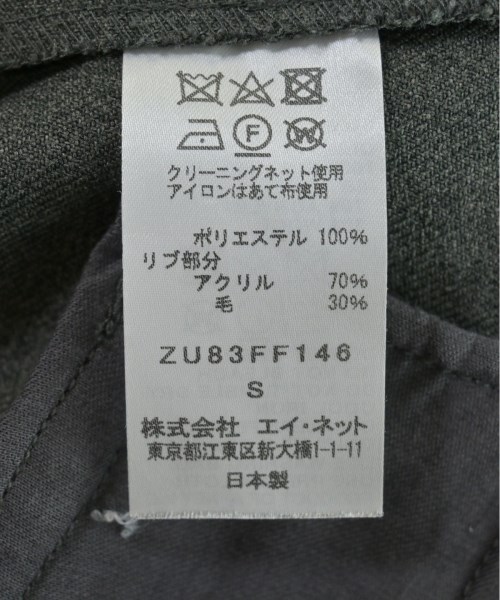 F
W
クリーニングネット使用
アイロンはあて布使用
ポリエステル 100%
リブ部分
アクリル 70%
毛 30%
ZU83FF146
S
株式会社 エイ・ネット
東京都江東区新大橋1-1-11
日本製